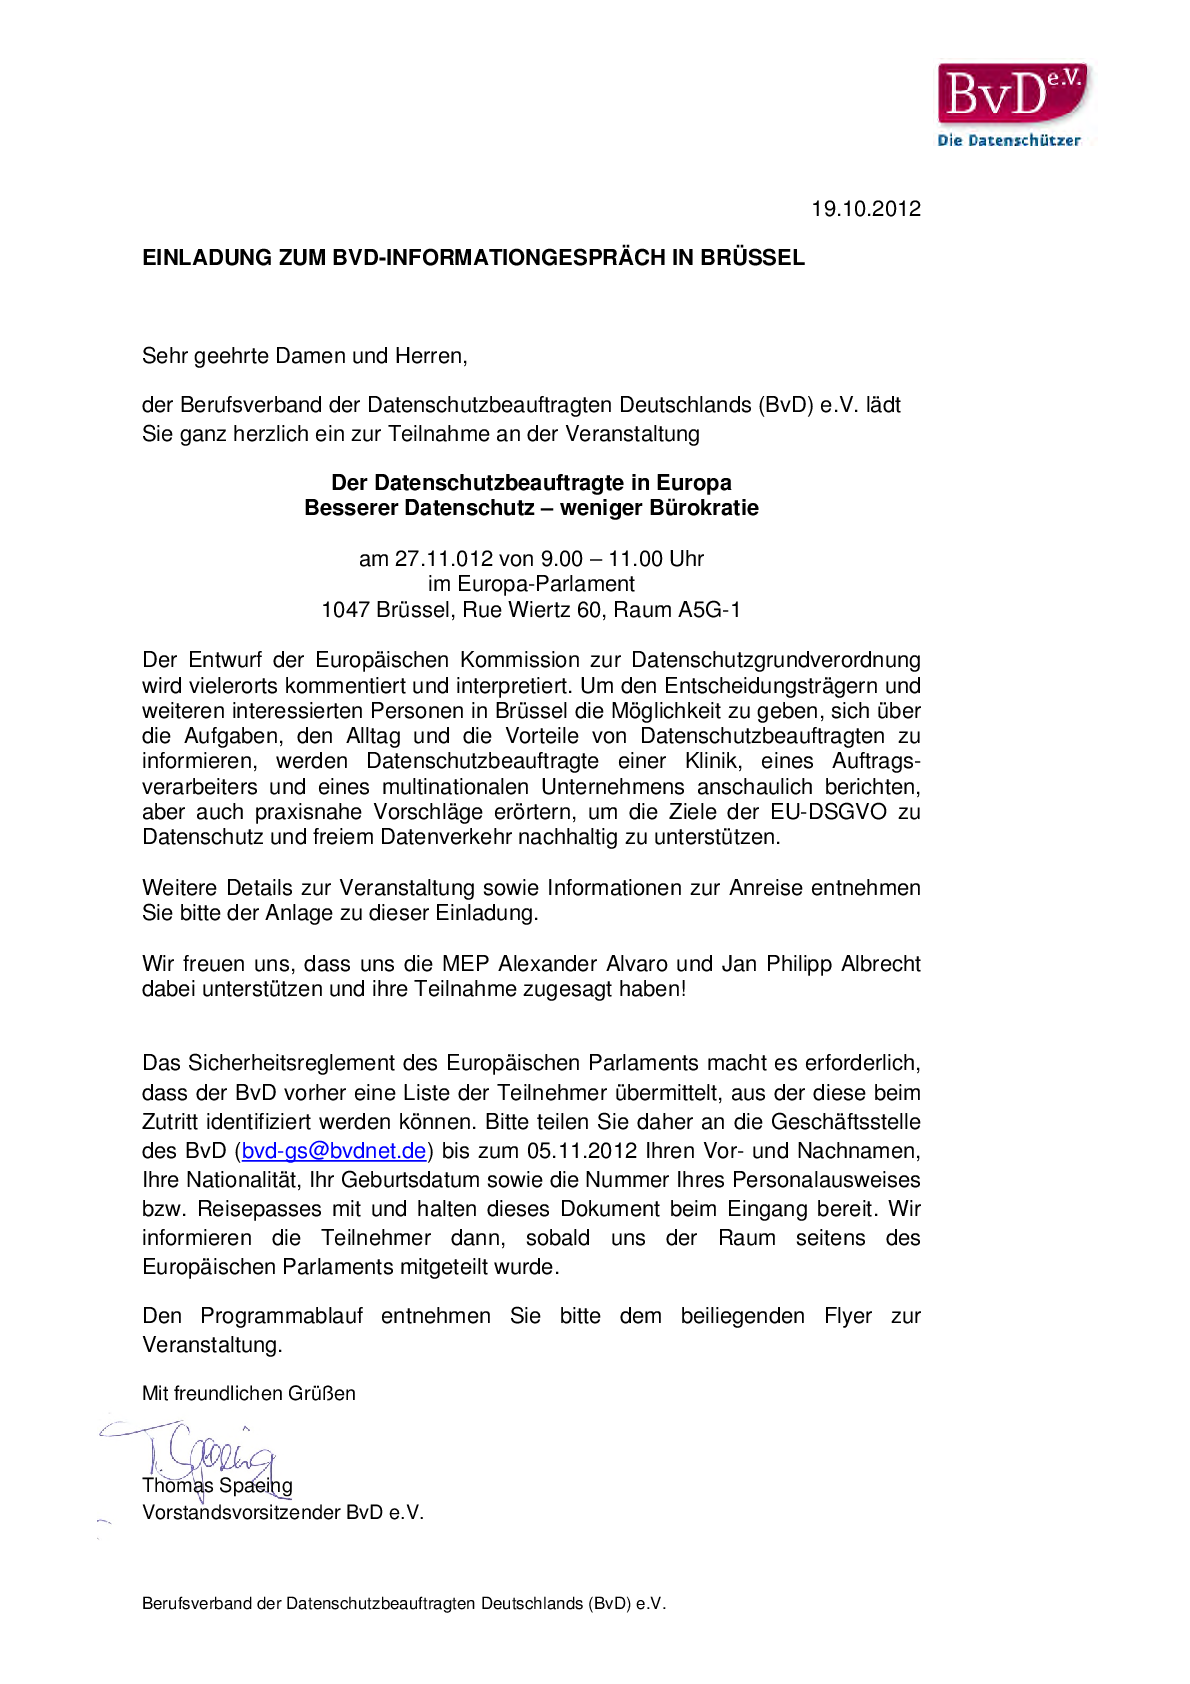 BvD e.V.
Die Datenschützer
19.10.2012
EINLADUNG ZUM BVD-INFORMATIONGESPRÄCH IN BRÜSSEL
Sehr geehrte Damen und Herren,
der Berufsverband der Datenschutzbeauftragten Deutschlands (BvD) e.V. lädt
Sie ganz herzlich ein zur Teilnahme an der Veranstaltung
Der Datenschutzbeauftragte in Europa
Besserer Datenschutz – weniger Bürokratie
am 27.11.012 von 9.00 – 11.00 Uhr
im Europa-Parlament
1047 Brüssel, Rue Wiertz 60, Raum A5G-1
Der Entwurf der Europäischen Kommission zur Datenschutzgrundverordnung
wird vielerorts kommentiert und interpretiert. Um den Entscheidungsträgern und
weiteren interessierten Personen in Brüssel die Möglichkeit zu geben, sich über
die Aufgaben, den Alltag und die Vorteile von Datenschutzbeauftragten zu
informieren, werden Datenschutzbeauftragte einer Klinik, eines Auftrags-
verarbeiters und eines multinationalen Unternehmens anschaulich berichten,
aber auch praxisnahe Vorschläge erörtern, um die Ziele der EU-DSGVO zu
Datenschutz und freiem Datenverkehr nachhaltig zu unterstützen.
Weitere Details zur Veranstaltung sowie Informationen zur Anreise entnehmen
Sie bitte der Anlage zu dieser Einladung.
Wir freuen uns, dass uns die MEP Alexander Alvaro und Jan Philipp Albrecht
dabei unterstützen und ihre Teilnahme zugesagt haben!
Das Sicherheitsreglement des Europäischen Parlaments macht es erforderlich,
dass der BvD vorher eine Liste der Teilnehmer übermittelt, aus der diese beim
Zutritt identifiziert werden können. Bitte teilen Sie daher an die Geschäftsstelle
des BvD (bvd-gs@bvdnet.de) bis zum 05.11.2012 Ihren Vor- und Nachnamen,
Ihre Nationalität, Ihr Geburtsdatum sowie die Nummer Ihres Personalausweises
bzw. Reisepasses mit und halten dieses Dokument beim Eingang bereit. Wir
informieren die Teilnehmer dann, sobald uns der Raum seitens des
Europäischen Parlaments mitgeteilt wurde.
Den Programmablauf entnehmen Sie bitte dem beiliegenden Flyer zur
Veranstaltung.
Mit freundlichen Grüßen
T. Spaeing
Thomas Spaeing
Vorstandsvorsitzender BvD e.V.
Berufsverband der Datenschutzbeauftragten Deutschlands (BvD) e.V.